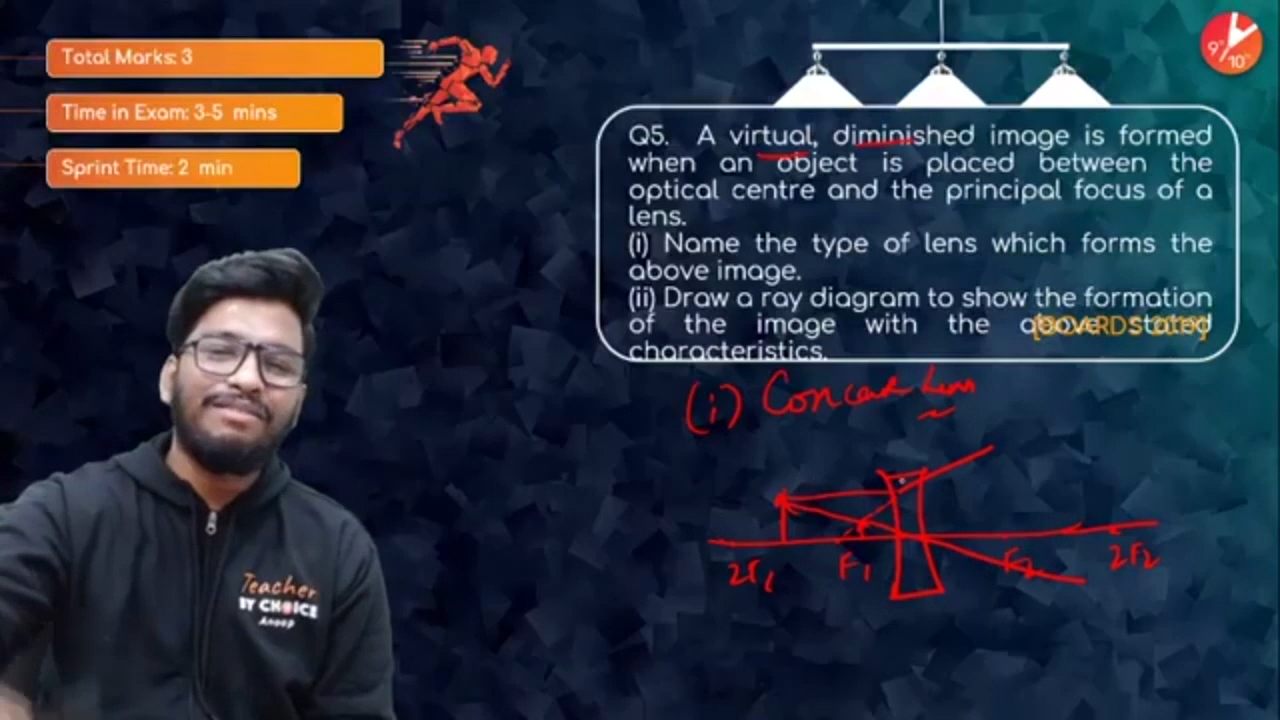 Total Marks: 3
Time in Exam: 3-5 mins
Sprint Time: 2 min
9th/10th
Q5. A virtual, diminished image is formed
when an object is placed between the
optical centre and the principal focus of a
lens.
(i) Name the type of lens which forms the
above image.
(ii) Draw a ray diagram to show the formation
of the image with the above stated
[BOARDS 2019]
characteristics.
(i) Concave Lens
2F1
F1
F2
2F2
Teacher
BY CHOICE
Anoop